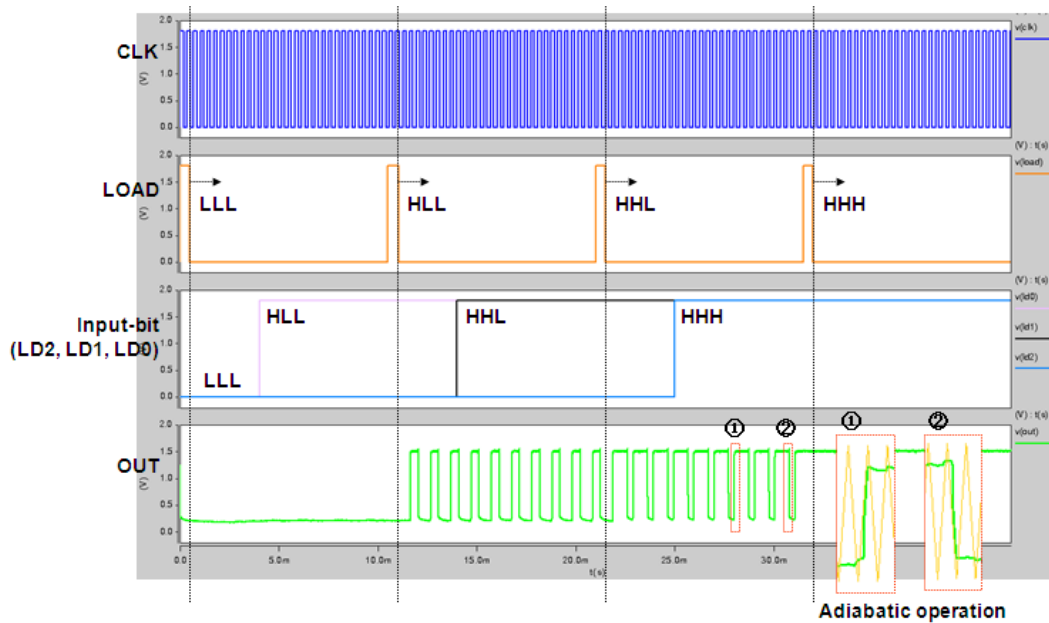 (V) : t(s)
v(clk)
CLK
(V)
2.0
1.5
1.0
0.5
0.0
(V) : t(s)
v(load)
LOAD
(V)
2.0
1.5
1.0
0.5
0.0
LLL
HLL
HHL
HHH
(V) : t(s)
v(ld0)
v(ld1)
v(ld2)
Input-bit
(LD2, LD1, LD0)
2.0
1.5
1.0
0.5
0.0
LLL
HLL
HHL
HHH
(V) : t(s)
v(out)
OUT
(V)
2.0
1.5
1.0
0.5
0.0
① ② ① ②
0.0 5.0m 10.0m 15.0m 20.0m 25.0m 30.0m
t(s)
Adiabatic operation